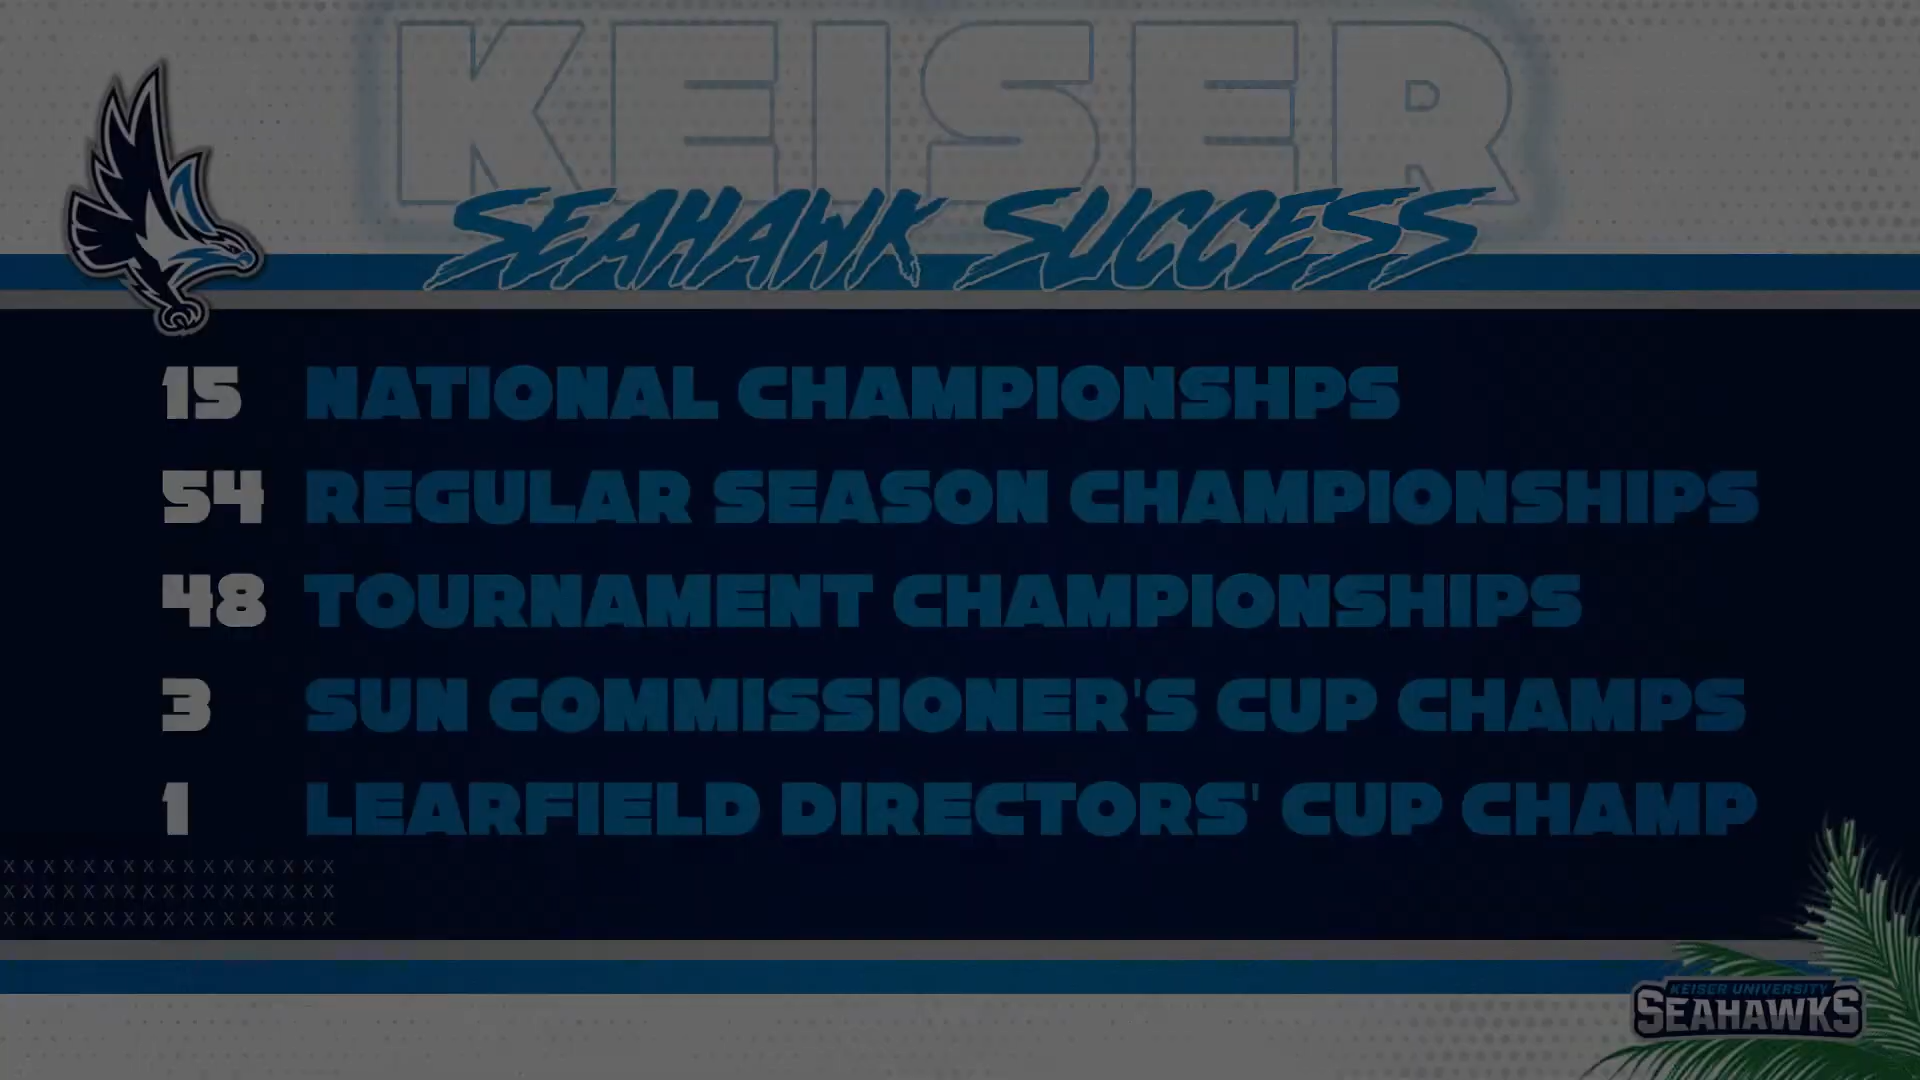 KEISER
SEAHAWK SUCCESS
15 NATIONAL CHAMPIONSHPS
54 REGULAR SEASON CHAMPIONSHIPS
48 TOURNAMENT CHAMPIONSHIPS
3 SUN COMMISSIONER'S CUP CHAMPS
1 LEARFIELD DIRECTORS' CUP CHAMP
X X X X X X X X X X X X X X X X X
X X X X X X X X X X X X X X X X X
X X X X X X X X X X X X X X X X X
KEISER UNIVERSITY
SEAHAWKS